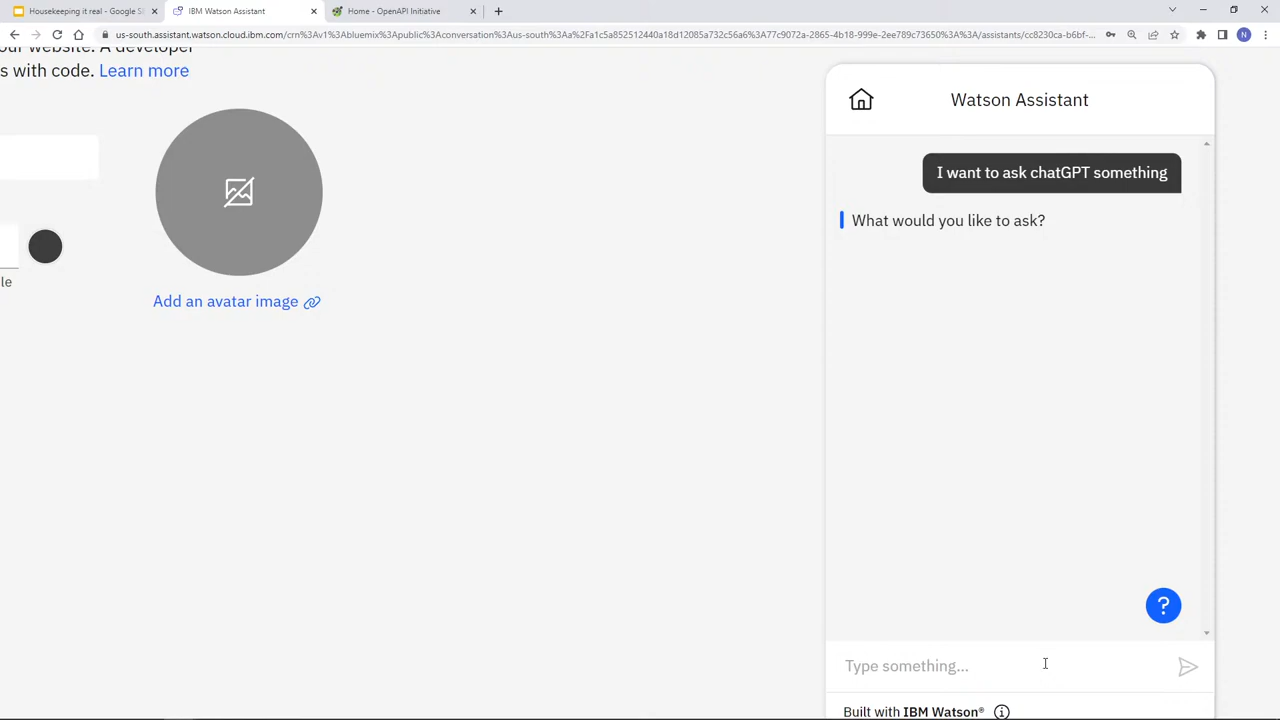 Housekeeping it real - Google Sl
IBM Watson Assistant
Home - OpenAPI Initiative
N
us-south.assistant.watson.cloud.ibm.com/crn%3Av1%3Abluemix%3Apublic%3Aconversation%3Aus-south%3Aa%2Fa1c5a852512440a18d12085a732c56a6%3A77c9072a-2865-4b18-999e-2ee789c73650%3A%3A/assistants/cc8230ca-b6bf-...
our website. A developer
s with code. Learn more
le
Add an avatar image
Watson Assistant
I want to ask chatGPT something
What would you like to ask?
?
Type something...
Built with IBM Watson®